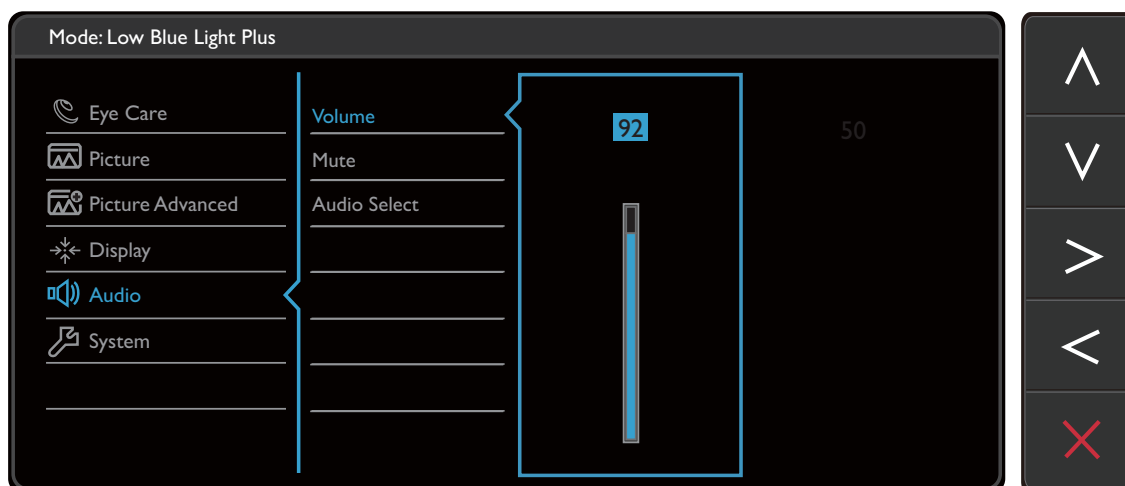 Mode: Low Blue Light Plus
Eye Care
Picture
Picture Advanced
Display
Audio
System
Volume
Mute
Audio Select
92
50